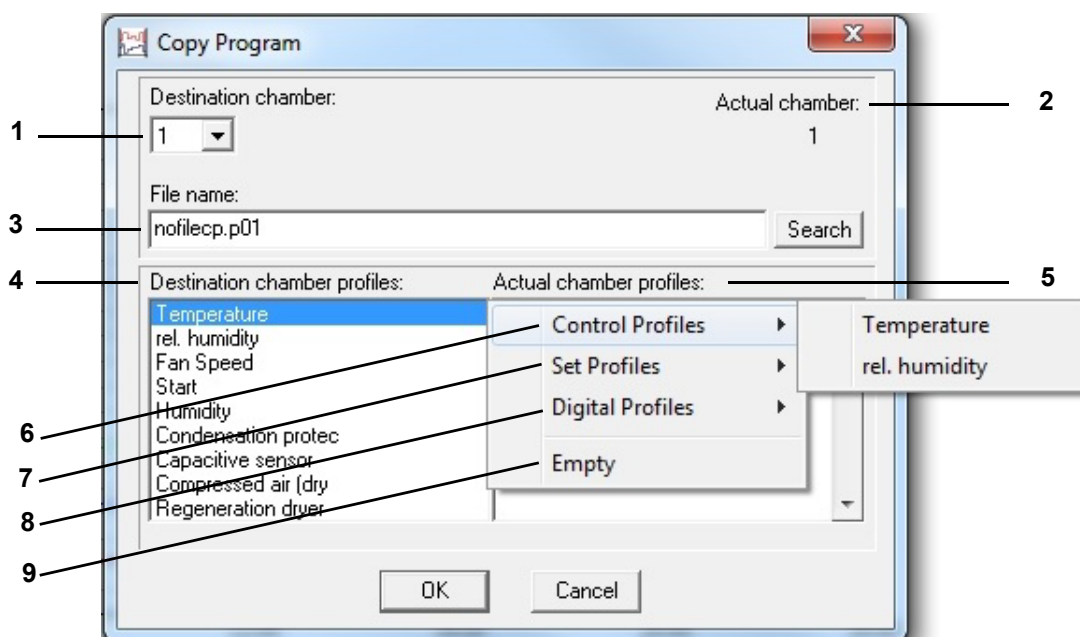 Copy Program
Destination chamber:
Actual chamber:
2
1
1
1
File name:
3
nofilecp.p01
Search
4
Destination chamber profiles:
Actual chamber profiles:
5
Temperature
rel. humidity
Fan Speed
Start
Humidity
Condensation protec
Capacitive sensor
Compressed air (dry
Regeneration dryer
Control Profiles
Set Profiles
Digital Profiles
Empty
Temperature
rel. humidity
6
7
8
9
OK
Cancel